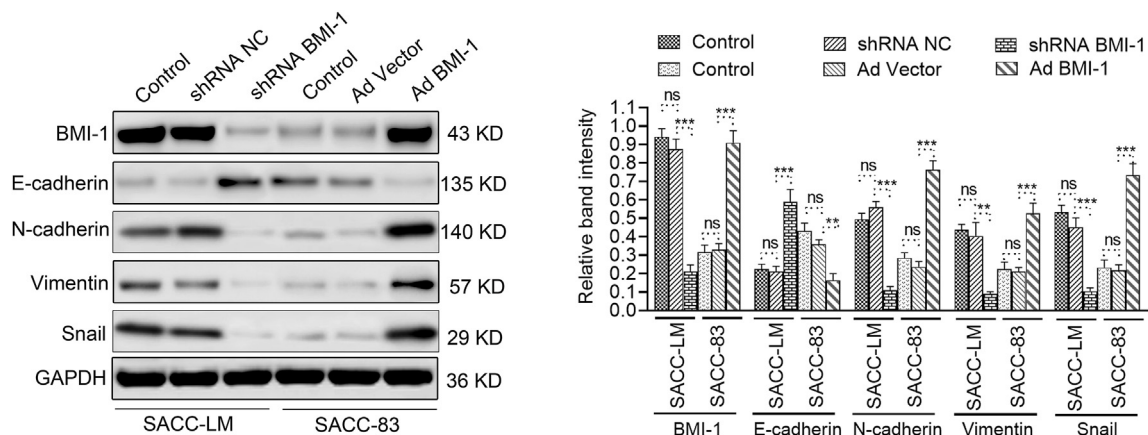 Control
shRNA NC
shRNA BMI-1
Control
Ad Vector
Ad BMI-1
BMI-1
43 KD
E-cadherin
135 KD
N-cadherin
140 KD
Vimentin
57 KD
Snail
29 KD
GAPDH
36 KD
SACC-LM
SACC-83
Control
shRNA NC
shRNA BMI-1
Control
Ad Vector
Ad BMI-1
Relative band intensity
1.1
1.0
0.9
0.8
0.7
0.6
0.5
0.4
0.3
0.2
0.1
0.0
ns
***
ns
***
ns
***
ns
**
ns
***
ns
***
ns
**
ns
***
ns
***
ns
***
SACC-LM
SACC-83
SACC-LM
SACC-83
SACC-LM
SACC-83
SACC-LM
SACC-83
SACC-LM
SACC-83
BMI-1
E-cadherin
N-cadherin
Vimentin
Snail